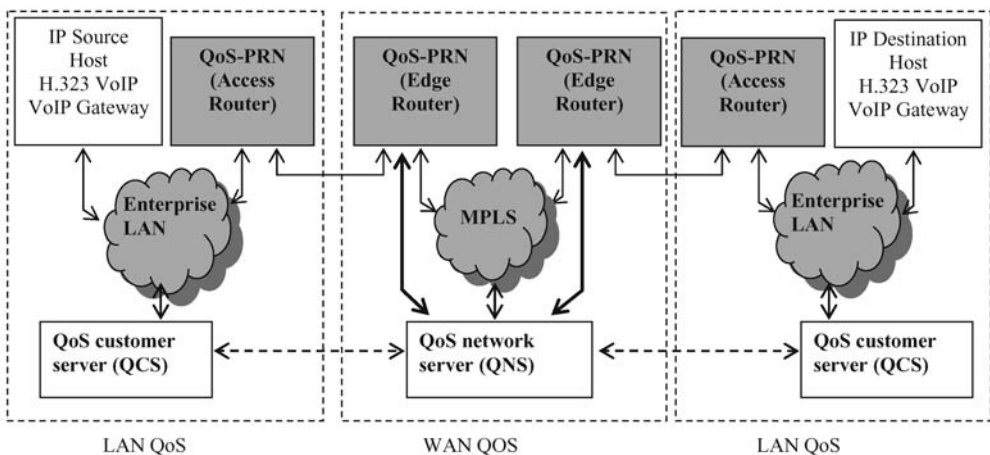 IP Source
Host
H.323 VoIP
VoIP Gateway
QoS-PRN
(Access
Router)
QoS-PRN
(Edge
Router)
QoS-PRN
(Edge
Router)
QoS-PRN
(Access
Router)
IP Destination
Host
H.323 VoIP
VoIP Gateway
Enterprise
LAN
MPLS
Enterprise
LAN
QoS customer
server (QCS)
QoS network
server (QNS)
QoS customer
server (QCS)
LAN QoS
WAN QOS
LAN QoS